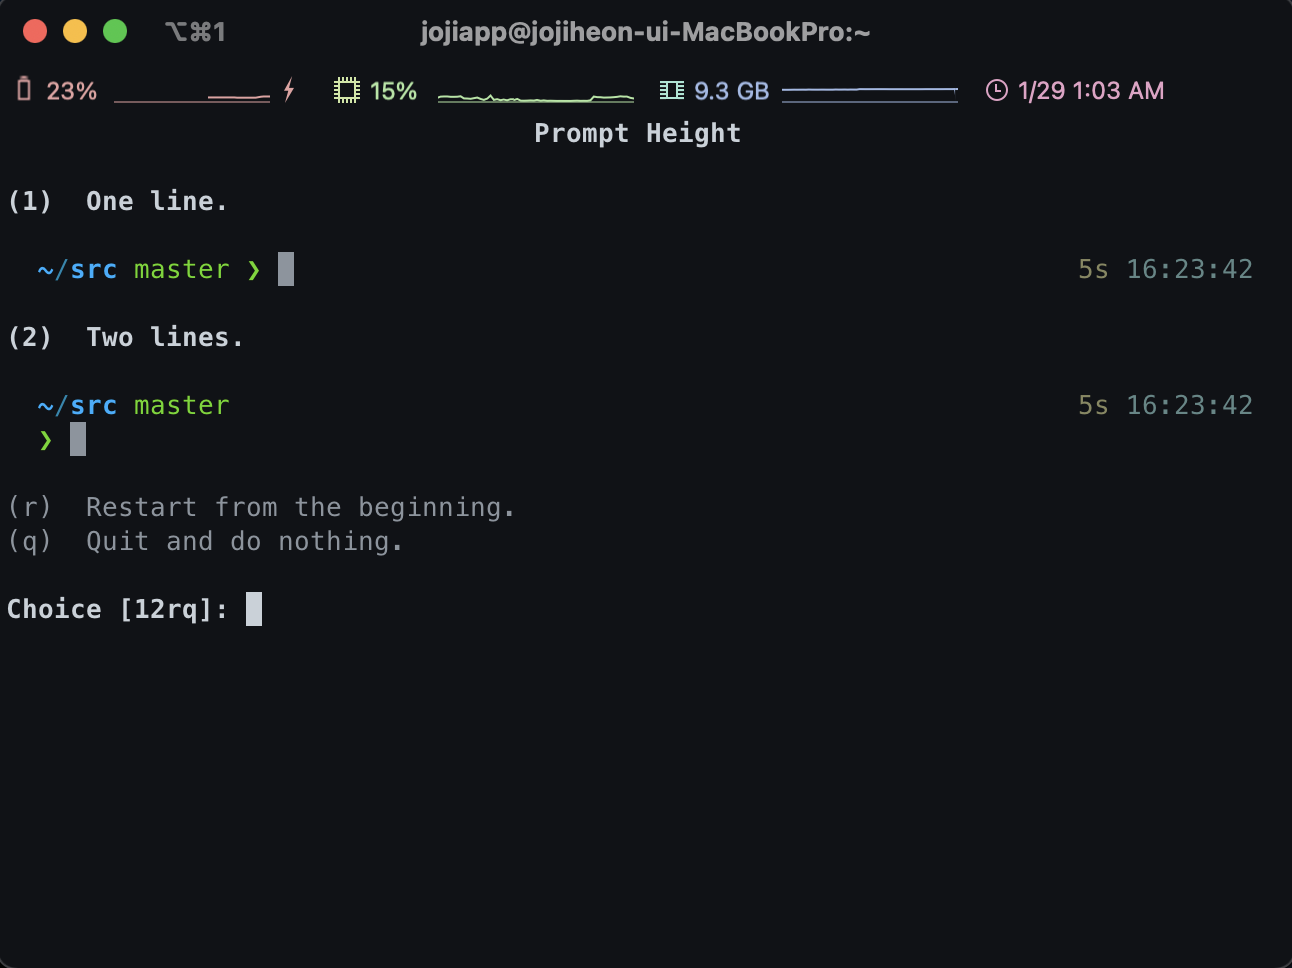 ⌥⌘1 jojiapp@jojiheon-ui-MacBookPro:~
23% 15% 9.3 GB 1/29 1:03 AM
Prompt Height
(1) One line.
~/src master ❯ 5s 16:23:42
(2) Two lines.
~/src master 5s 16:23:42
❯
(r) Restart from the beginning.
(q) Quit and do nothing.
Choice [12rq]: